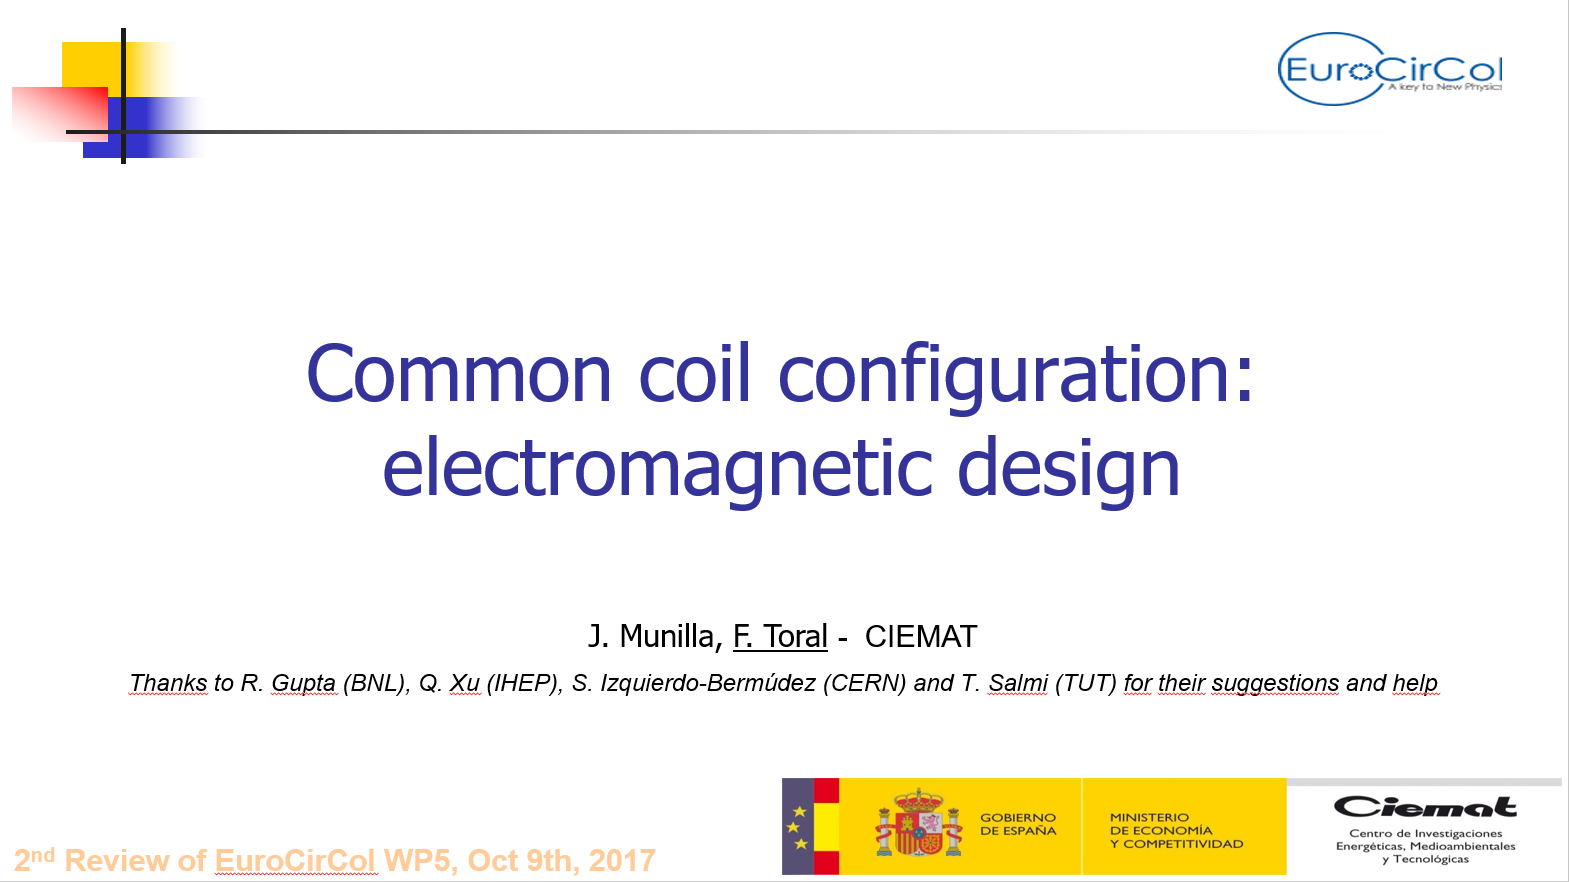 EuroCirCol
A key to New Physics
Common coil configuration:
electromagnetic design
J. Munilla, F. Toral - CIEMAT
Thanks to R. Gupta (BNL), Q. Xu (IHEP), S. Izquierdo-Bermúdez (CERN) and T. Salmi (TUT) for their suggestions and help
GOBIERNO
DE ESPAÑA
MINISTERIO
DE ECONOMÍA
Y COMPETITIVIDAD
Ciemat
Centro de Investigaciones
Energéticas, Medioambientales
y Tecnológicas
2nd Review of EuroCirCol WP5, Oct 9th, 2017